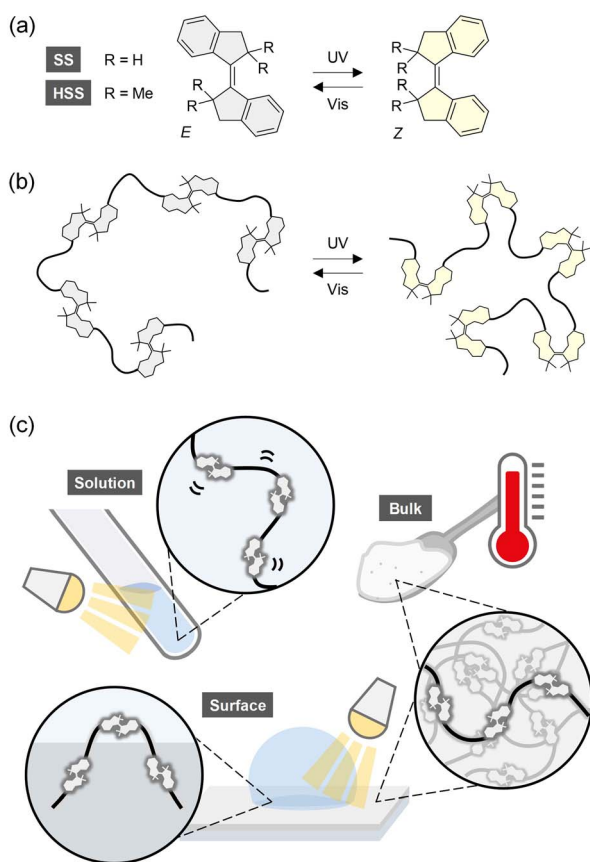 (a)
SS R = H
HSS R = Me
R
R
R
R
E
UV
Vis
R
R
R
R
Z
(b)
UV
Vis
(c)
Solution
Bulk
Surface